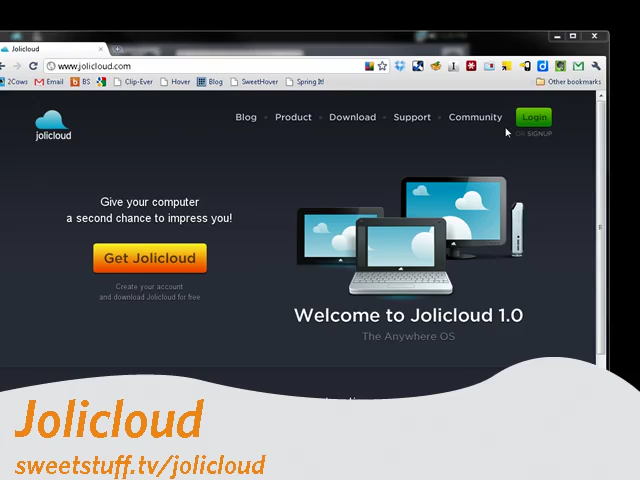 Jolicloud
www.jolicloud.com
2Cows
Email
BS
Clip-Ever
Hover
Blog
SweetHover
Spring It!
Other bookmarks
jolicloud
Blog
Product
Download
Support
Community
Login
OR SIGNUP
Give your computer
a second chance to impress you!
Get Jolicloud
Create your account
and download Jolicloud for free
Welcome to Jolicloud 1.0
The Anywhere OS
Jolicloud
sweetstuff.tv/jolicloud